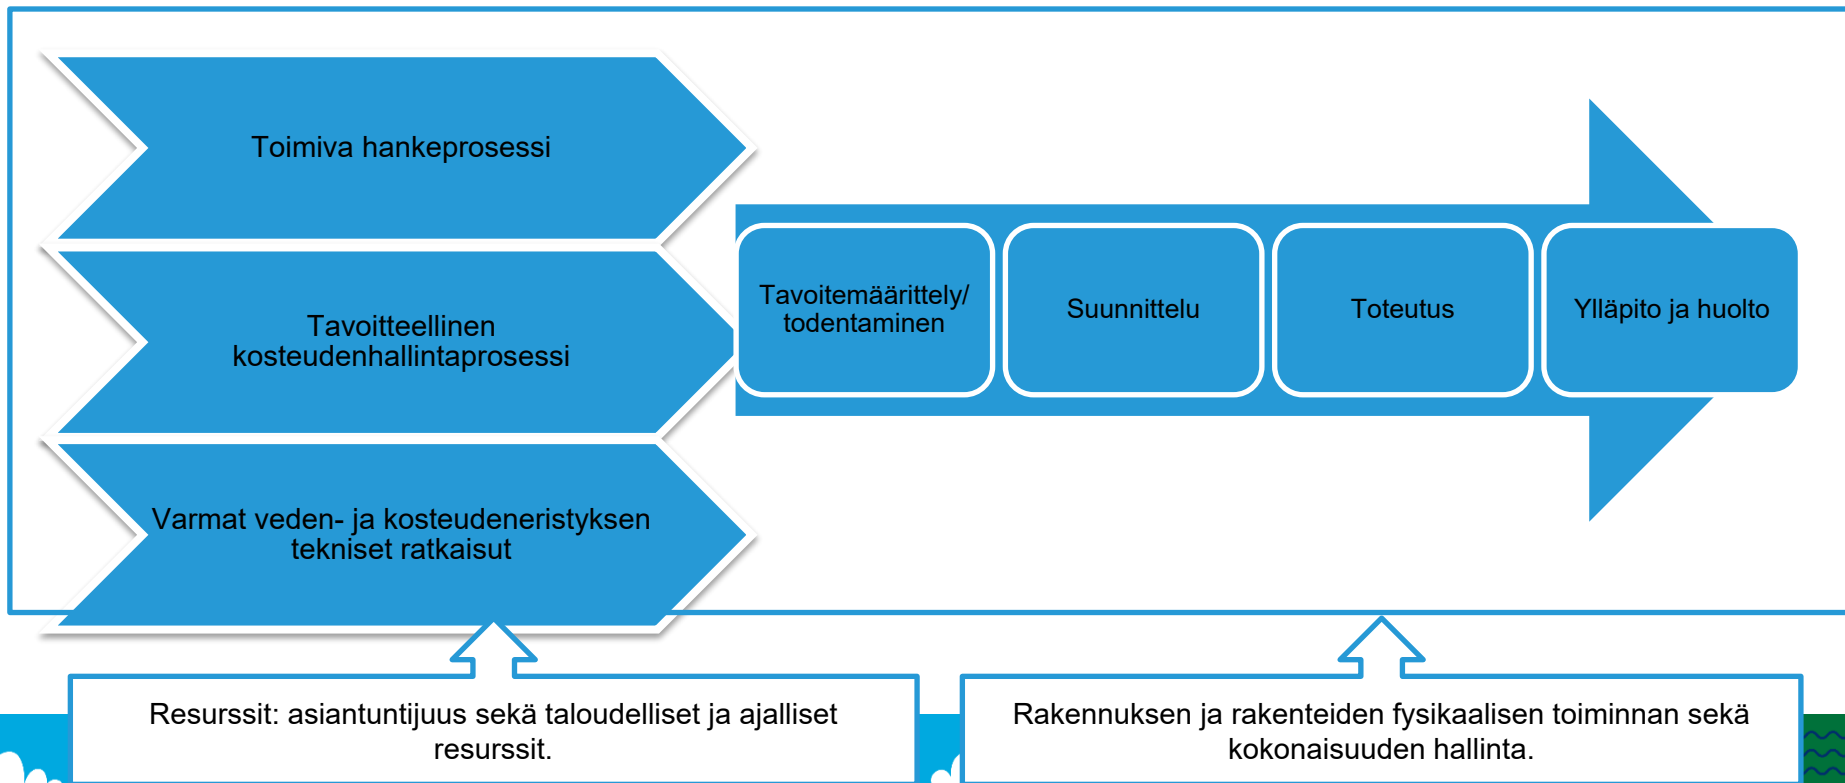 Toimiva hankeprosessi
Tavoitteellinen
kosteudenhallintaprosessi
Varmat veden- ja kosteudeneristyksen
tekniset ratkaisut
Tavoitemäärittely/
todentaminen
Suunnittelu
Toteutus
Ylläpito ja huolto
Resurssit: asiantuntijuus sekä taloudelliset ja ajalliset
resurssit.
Rakennuksen ja rakenteiden fysikaalisen toiminnan sekä
kokonaisuuden hallinta.